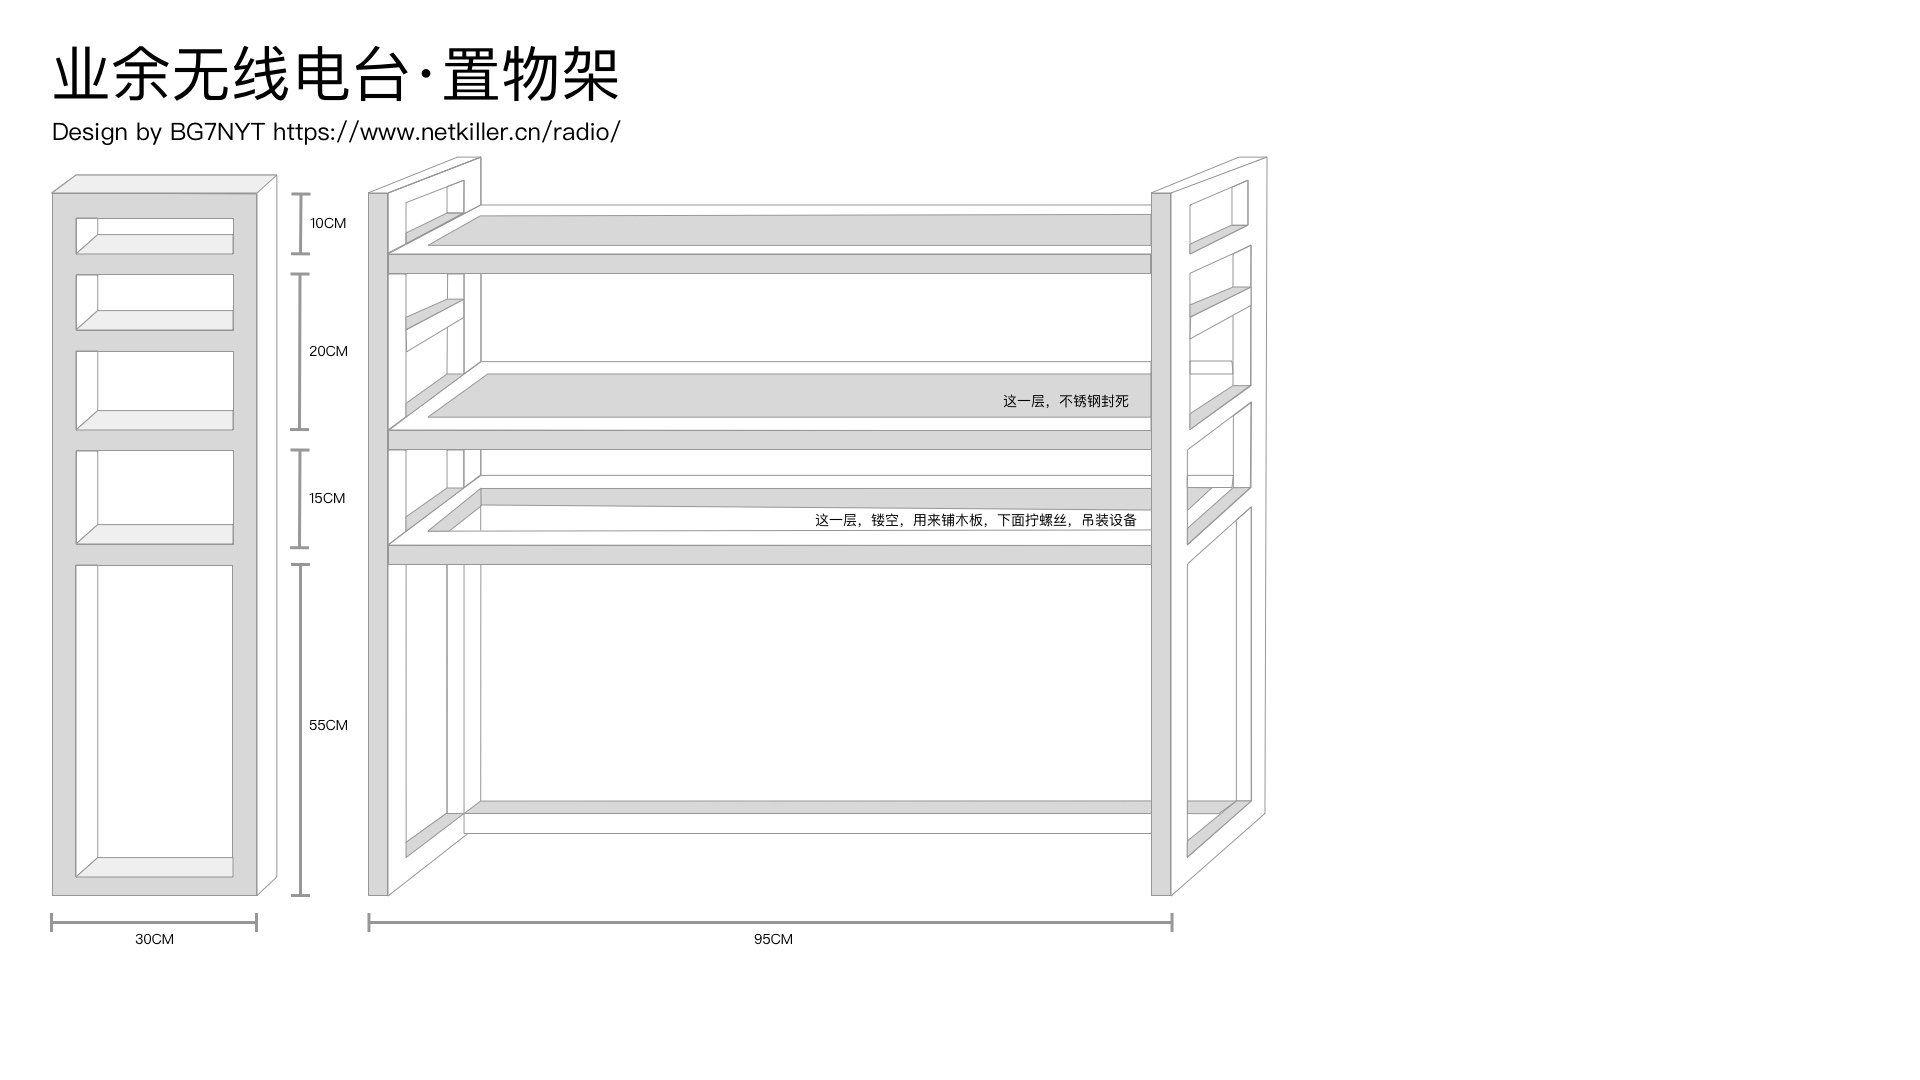 业余无线电台·置物架
Design by BG7NYT https://www.netkiller.cn/radio/
10CM
20CM
这一层，不锈钢封死
15CM
这一层，镂空，用来铺木板，下面拧螺丝，吊装设备
55CM
30CM
95CM